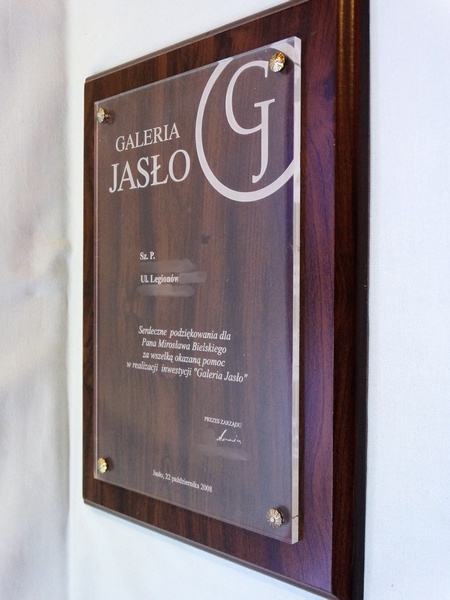 GJ
GALERIA
JASŁO
Sz. P.
Ul. Legionów
Serdeczne podziękowania dla
Pana Mirosława Bielskiego
za wszelką okazaną pomoc
w realizacji inwestycji "Galeria Jasło"
PREZES ZARZĄDU
Jasło, 22 października 2008